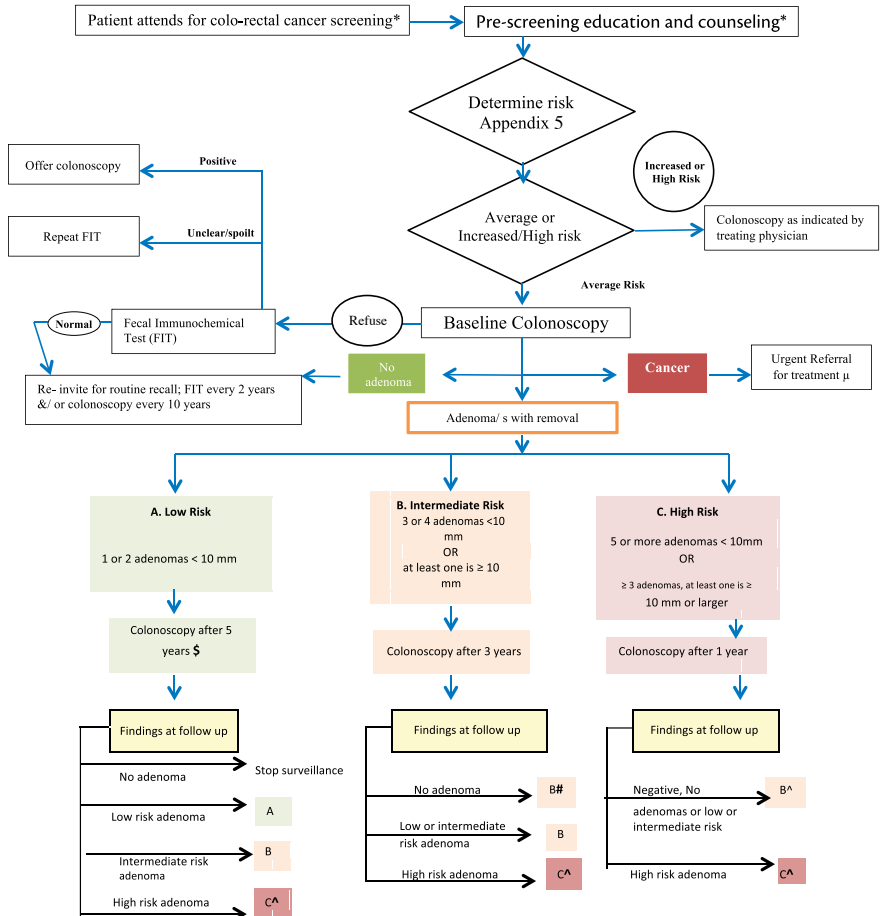 Patient attends for colo-rectal cancer screening*
Pre-screening education and counseling*
Determine risk
Appendix 5
Increased or
High Risk
Average or
Increased/High risk
Colonoscopy as indicated by
treating physician
Average Risk
Positive
Offer colonoscopy
Unclear/spoilt
Repeat FIT
Normal
Fecal Immunochemical
Test (FIT)
Refuse
Baseline Colonoscopy
Re- invite for routine recall; FIT every 2 years
&/ or colonoscopy every 10 years
No
adenoma
Cancer
Urgent Referral
for treatment µ
Adenoma/ s with removal
A. Low Risk
1 or 2 adenomas < 10 mm
Colonoscopy after 5
years $
Findings at follow up
No adenoma
Stop surveillance
Low risk adenoma
A
Intermediate risk
adenoma
B
High risk adenoma
C^
B. Intermediate Risk
3 or 4 adenomas <10
mm
OR
at least one is ≥ 10
mm
Colonoscopy after 3 years
Findings at follow up
No adenoma
B#
Low or intermediate
risk adenoma
B
High risk adenoma
C^
C. High Risk
5 or more adenomas < 10mm
OR
≥ 3 adenomas, at least one is ≥
10 mm or larger
Colonoscopy after 1 year
Findings at follow up
Negative, No
adenomas or low or
intermediate risk
B^
High risk adenoma
C^